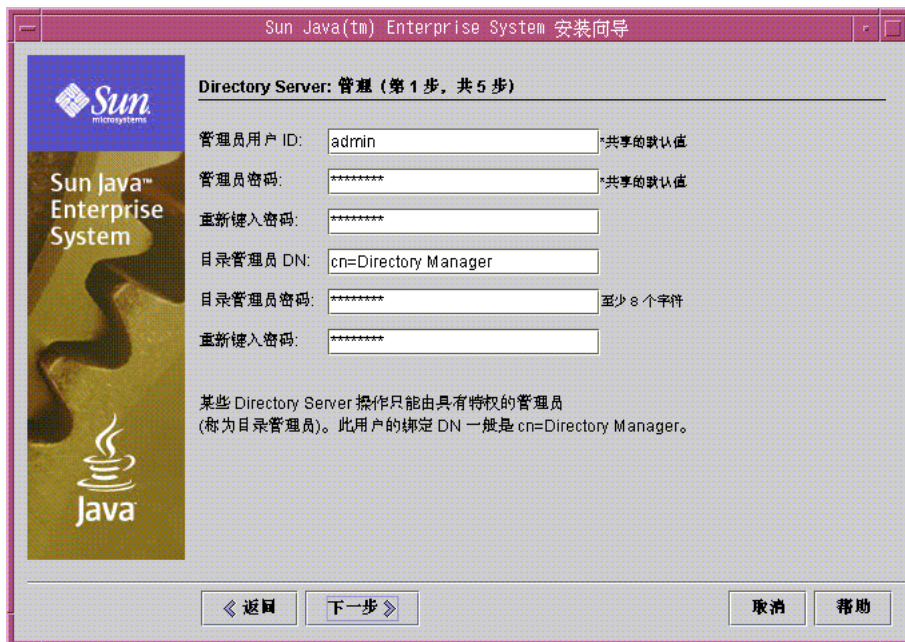 Sun Java(tm) Enterprise System 安装向导
Sun
microsystems
Sun Java™
Enterprise
System
Java
Directory Server: 管理 (第 1 步, 共 5 步)
管理员用户 ID: admin *共享的默认值
管理员密码: ******** *共享的默认值
重新键入密码: ********
目录管理员 DN: cn=Directory Manager
目录管理员密码: ******** 至少 8 个字符
重新键入密码: ********
某些 Directory Server 操作只能由具有特权的管理员
(称为目录管理员)。此用户的绑定 DN 一般是 cn=Directory Manager。
返回 下一步 取消 帮助